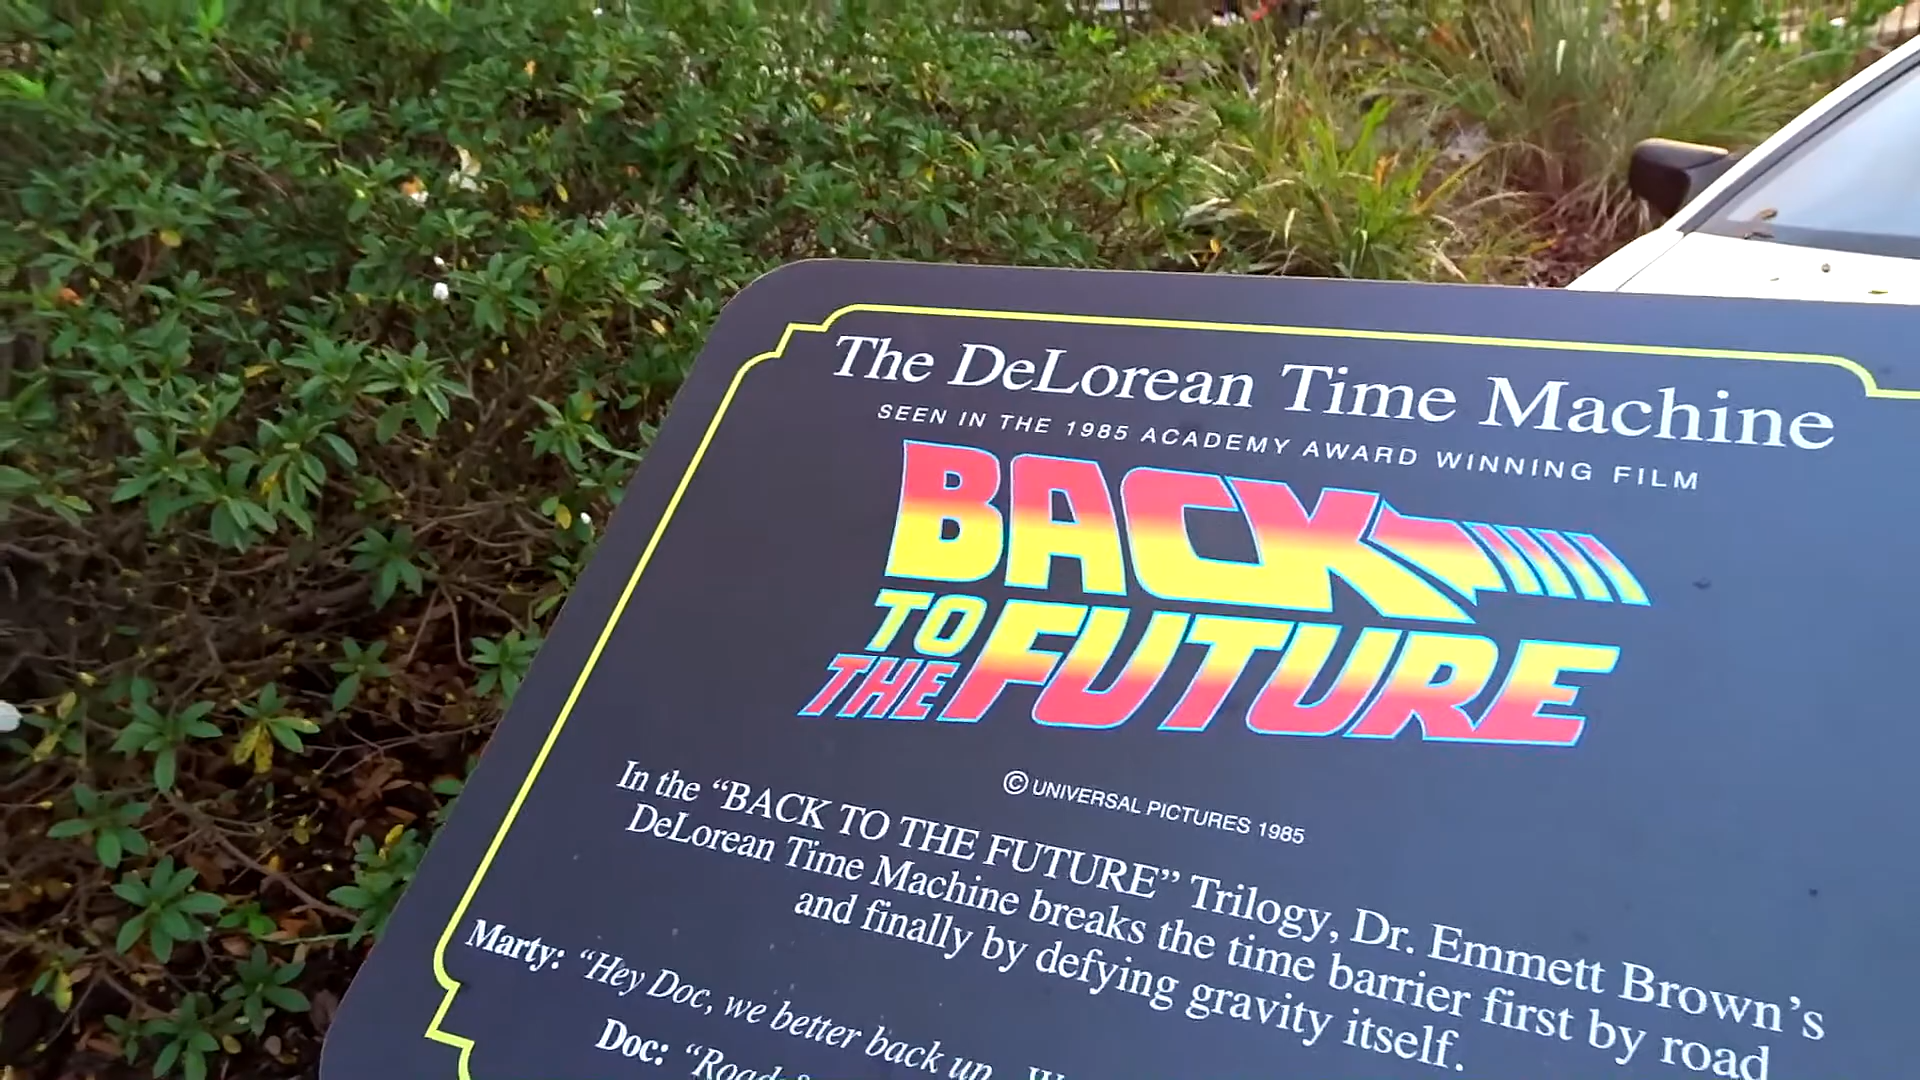 The DeLorean Time Machine
SEEN IN THE 1985 ACADEMY AWARD WINNING FILM
BACK
TO
THE FUTURE
© UNIVERSAL PICTURES 1985
In the “BACK TO THE FUTURE” Trilogy, Dr. Emmett Brown’s
DeLorean Time Machine breaks the time barrier first by road
and finally by defying gravity itself.
Marty: “Hey Doc, we better back up.
Doc: “Roads